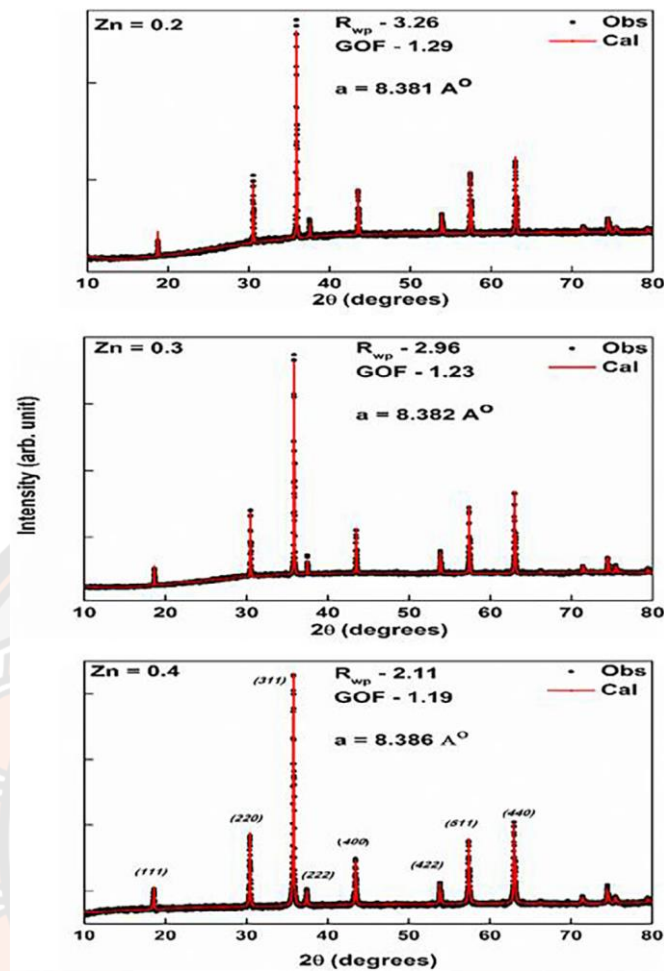 Zn = 0.2
R_wp - 3.26
GOF - 1.29
a = 8.381 A^O
Obs
Cal
10 20 30 40 50 60 70 80
2θ (degrees)
Intensity (arb. unit)
Zn = 0.3
R_wp - 2.96
GOF - 1.23
a = 8.382 A^O
Obs
Cal
10 20 30 40 50 60 70 80
2θ (degrees)
Zn = 0.4
R_wp - 2.11
GOF - 1.19
a = 8.386 A^O
Obs
Cal
(111)
(220)
(311)
(222)
(400)
(422)
(511)
(440)
10 20 30 40 50 60 70 80
2θ (degrees)